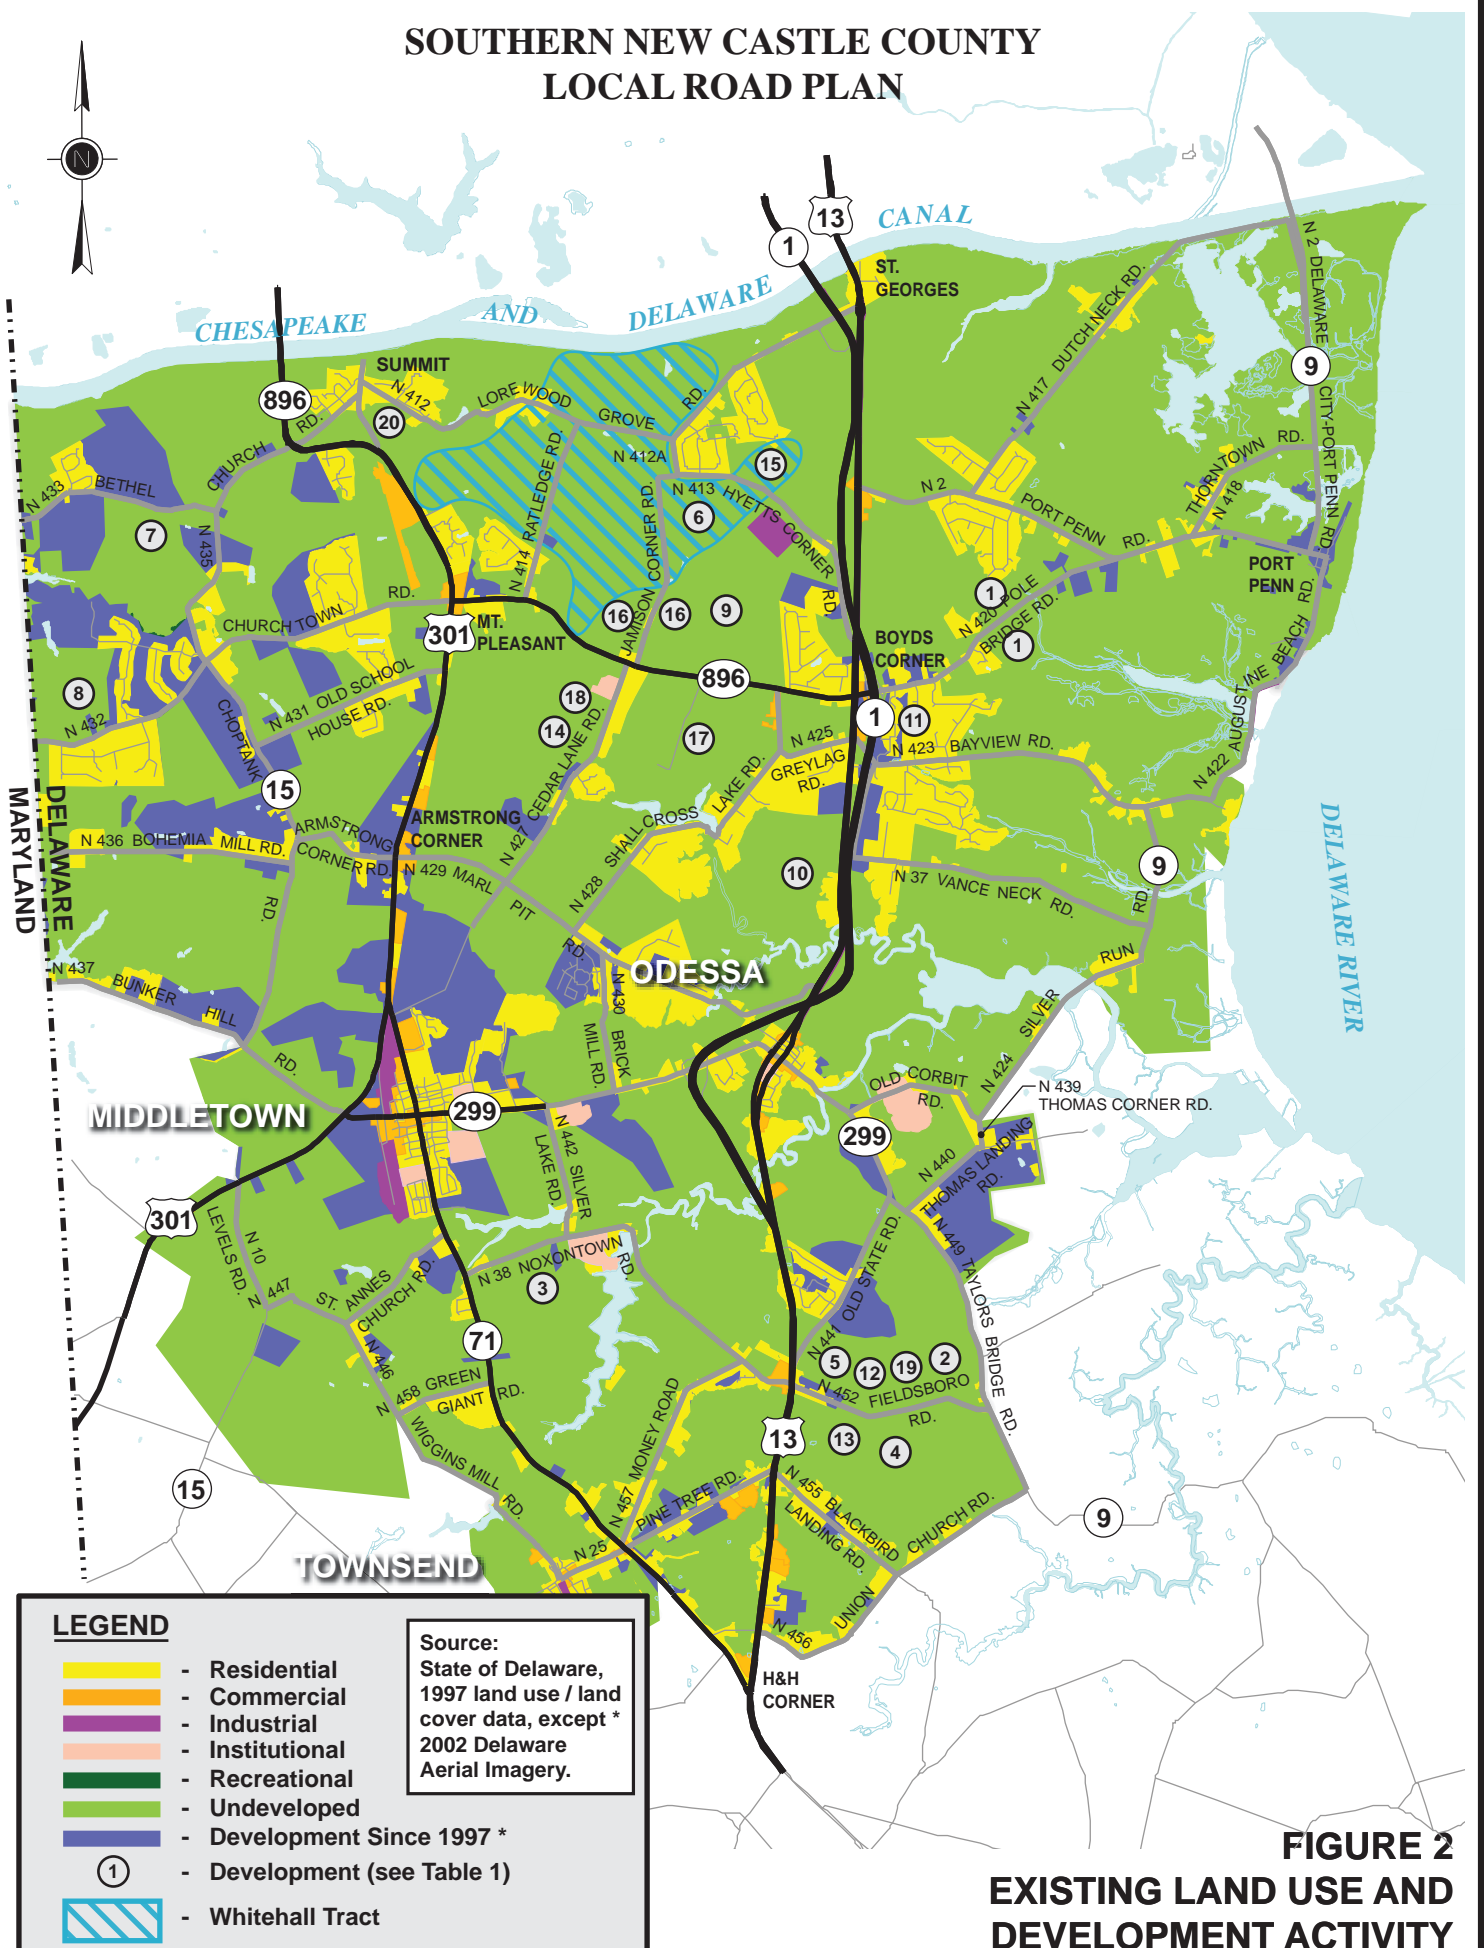 SOUTHERN NEW CASTLE COUNTY
LOCAL ROAD PLAN
N
13
1
CANAL
ST.
GEORGES
CHESAPEAKE
AND
DELAWARE
N 2 DELAWARE
CITY-PORT PENN RD.
9
N 417 DUTCH NECK RD.
SUMMIT
896
N 412
20
LOREWOOD
GROVE
RD.
CHURCH
RD.
N 412A
15
N 433
BETHEL
7
N 435
N 414 RATLEDGE RD.
N 413
HYETTS CORNER
RD.
6
JAMISON CORNER RD.
N 2
PORT PENN
RD.
THORNTOWN
RD.
N 418
PORT
PENN
CHURCH TOWN
RD.
301
MT.
PLEASANT
16
16
9
1
N 420 POLE
BRIDGE RD.
1
BOYDS
CORNER
896
8
N 432
N 431 OLD SCHOOL
HOUSE RD.
CHOPTANK
15
RD.
18
14
17
1
11
N 425
GREYLAG
RD.
N 423 BAYVIEW RD.
N 422 AUGUSTINE BEACH RD.
DELAWARE
MARYLAND
N 436 BOHEMIA MILL RD.
ARMSTRONG
CORNER RD.
ARMSTRONG
CORNER
N 429 MARL
PIT
RD.
N 427 CEDAR LANE RD.
N 428 SHALLCROSS
LAKE RD.
10
N 37 VANCE NECK RD.
9
DELAWARE RIVER
N 437
BUNKER
HILL
RD.
ODESSA
N 430 BRICK
MILL RD.
N 424 SILVER
RUN
RD.
N 439
THOMAS CORNER RD.
OLD CORBIT
RD.
MIDDLETOWN
299
299
N 442 SILVER
LAKE RD.
N 440
THOMAS LANDING
RD.
301
LEVELS RD.
N 10
N 447
ST. ANNES
CHURCH RD.
N 38 NOXONTOWN
RD.
3
N 449 TAYLORS BRIDGE RD.
N 441 OLD STATE RD.
71
N 446
N 458 GREEN
GIANT RD.
5
12
19
2
N 452 FIELDSBORO
RD.
WIGGINS MILL
RD.
N 457 MONEY ROAD
13
13
4
15
N 25
PINE TREE RD.
N 455 BLACKBIRD
LANDING RD.
CHURCH RD.
UNION
N 456
9
TOWNSEND
H&H
CORNER
LEGEND
- Residential
- Commercial
- Industrial
- Institutional
- Recreational
- Undeveloped
- Development Since 1997 *
1 - Development (see Table 1)
- Whitehall Tract
Source:
State of Delaware,
1997 land use / land
cover data, except *
2002 Delaware
Aerial Imagery.
FIGURE 2
EXISTING LAND USE AND
DEVELOPMENT ACTIVITY